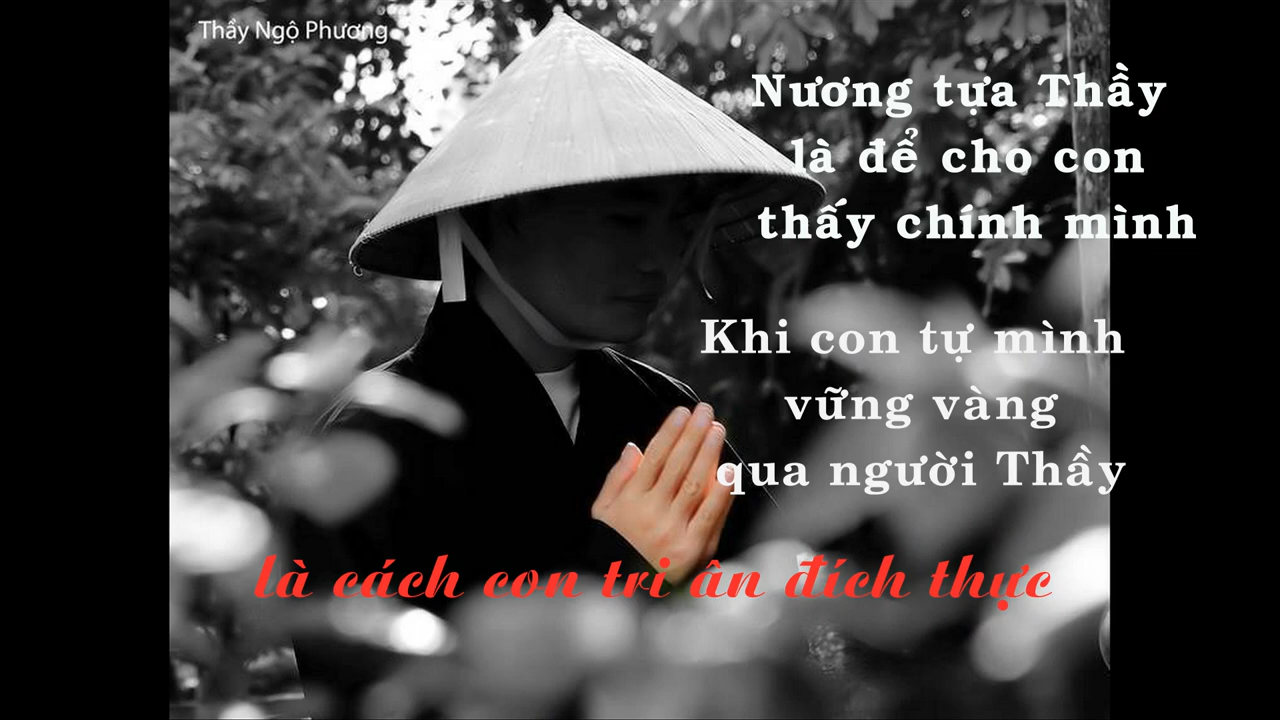 Thầy Ngộ Phương
Nương tựa Thầy
là để cho con
thấy chính mình
Khi con tự mình
vững vàng
qua người Thầy
là cách con tri ân đích thực